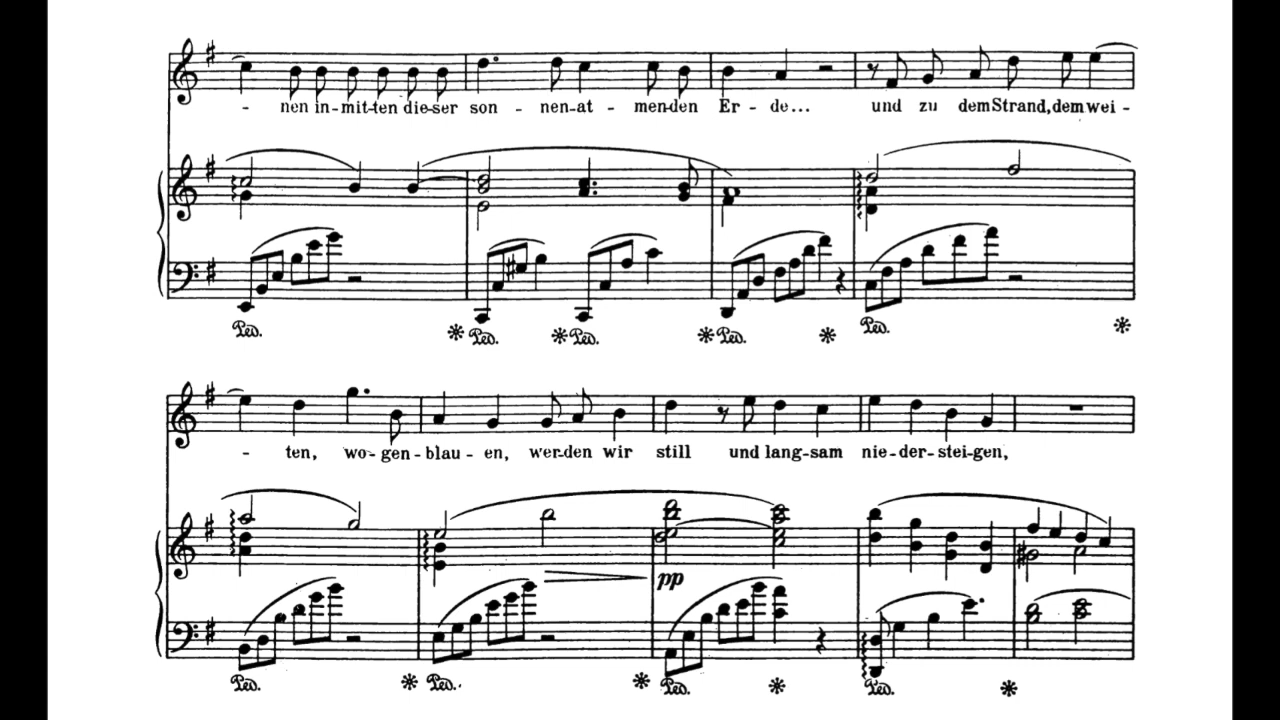 - nen in-mit-ten die-ser son - nen-at - men-den Er - de... und zu dem Strand, dem wei -
Ped. * Ped. * Ped. * Ped. * Ped. *
- ten, wo-gen-blau - en, wer-den wir still und lang-sam nie-der-stei-gen,
pp
Ped. * Ped. * Ped. * Ped. *